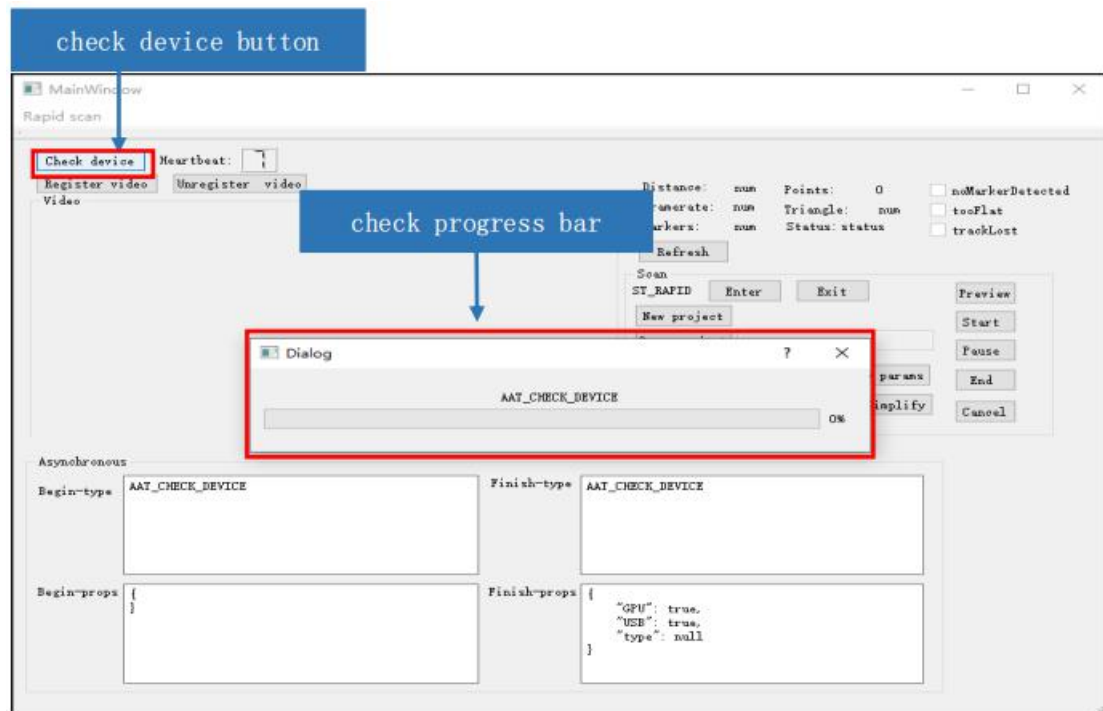 check device button
MainWindow
Rapid scan
Check device Heartbeat: 7
Register video Unregister video
Video
check progress bar
Distance: num Points: 0 noMarkerDetected
num Triangle: num tooFlat
num Status: status trackLost
Refresh
Scan
ST_RAPID Enter Exit Preview
New project Start
Pause
params End
Cancel
Dialog ? ×
AAT_CHECK_DEVICE
0%
Asynchronous
Begin-type AAT_CHECK_DEVICE Finish-type AAT_CHECK_DEVICE
Begin-props { Finish-props {
} "GPU": true,
"USB": true,
"type": null
}